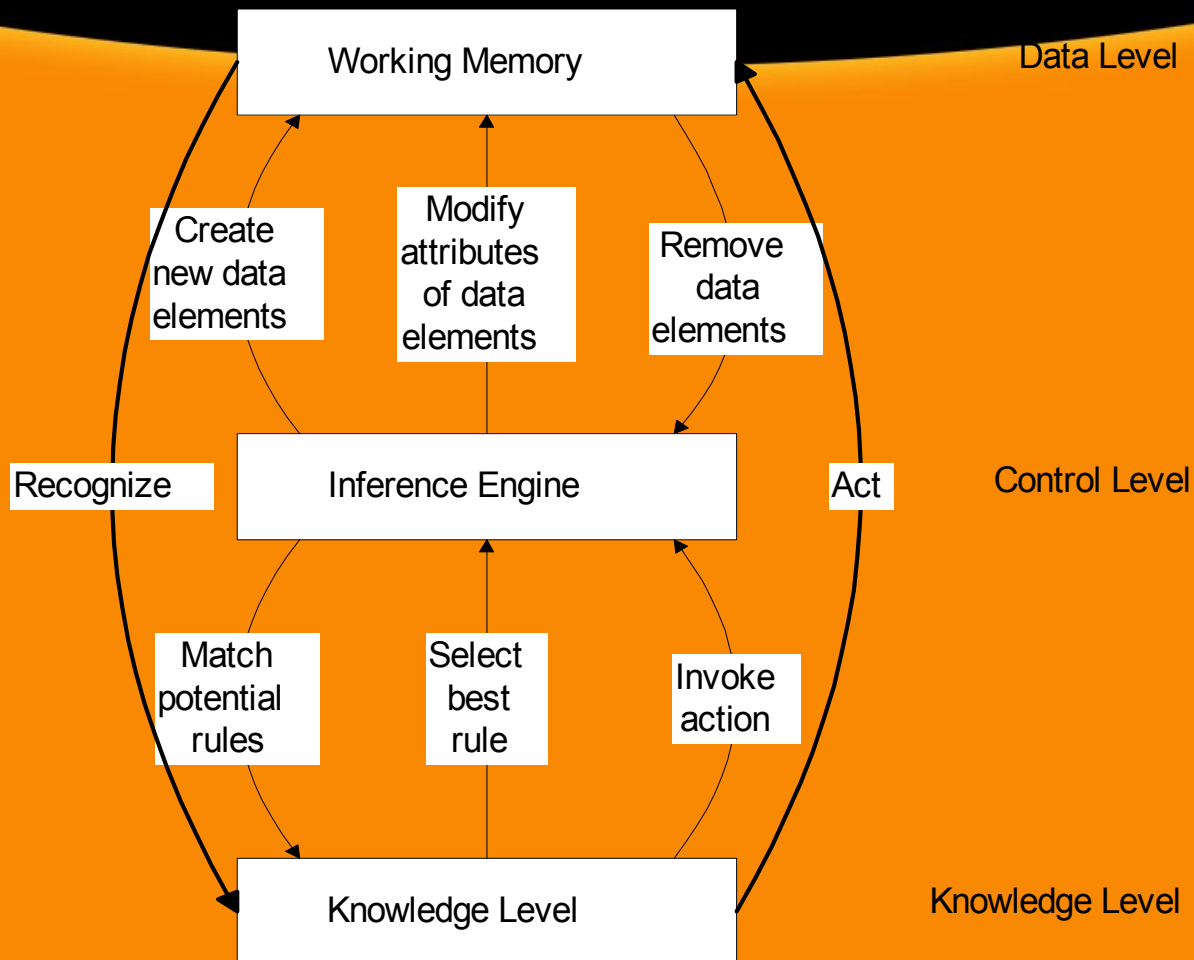 Working Memory
Data Level
Create
new data
elements
Modify
attributes
of data
elements
Remove
data
elements
Recognize
Inference Engine
Act
Control Level
Match
potential
rules
Select
best
rule
Invoke
action
Knowledge Level
Knowledge Level